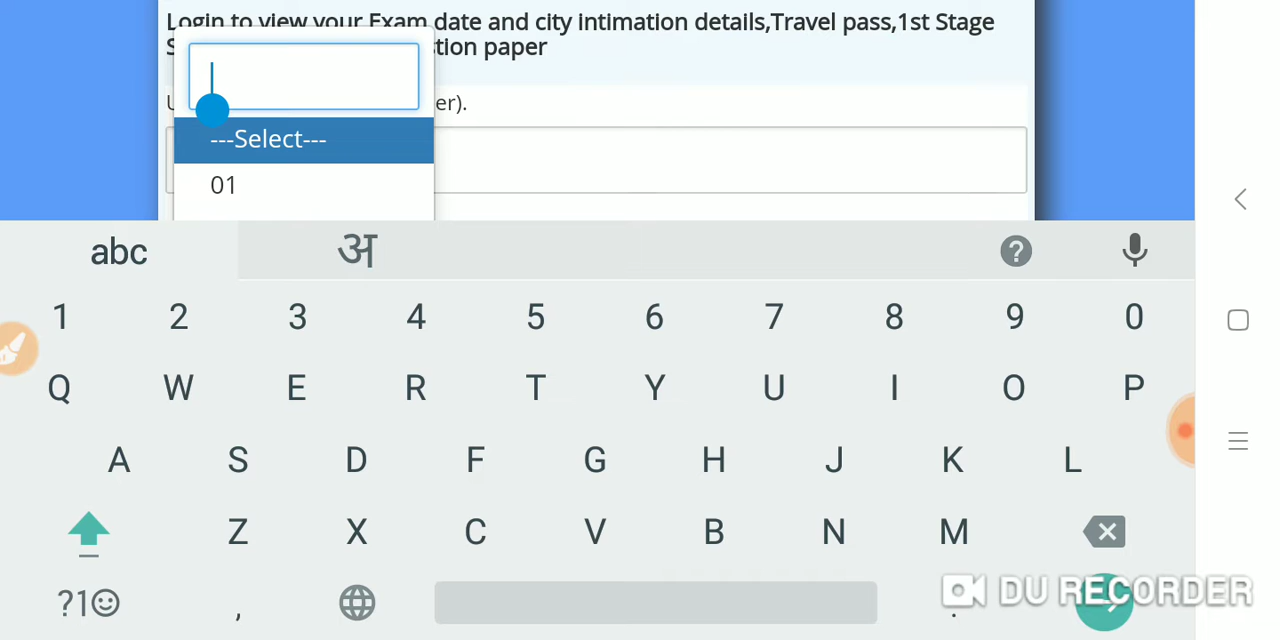 Login to view your Exam date and city intimation details,Travel pass,1st Stage
S stion paper
U er).
---Select---
01
abc अ
1 2 3 4 5 6 7 8 9 0
Q W E R T Y U I O P
A S D F G H J K L
Z X C V B N M
?1 , .
DU RECORDER